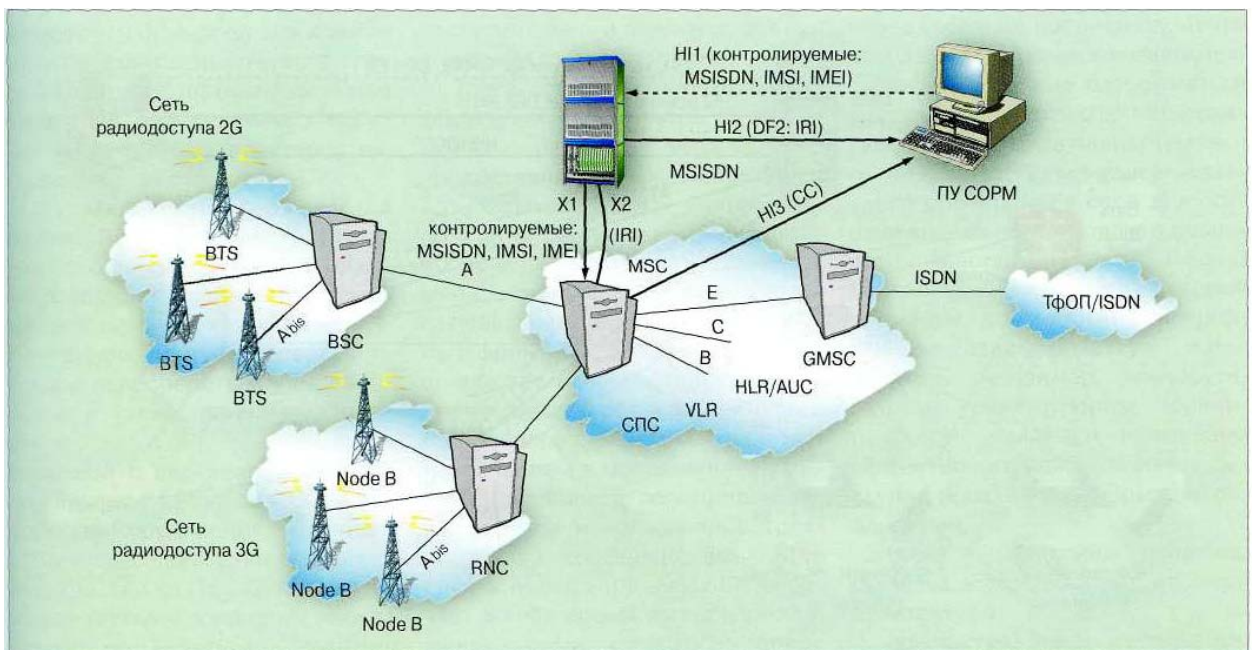 HI1 (контролируемые:
MSISDN, IMSI, IMEI)
Сеть
радиодоступа 2G
HI2 (DF2: IRI)
MSISDN
ПУ СОРМ
X1
X2
HI3 (CC)
контролируемые:
MSISDN, IMSI, IMEI
(IRI)
A
BTS
MSC
E
ISDN
ТфОП/ISDN
C
B
GMSC
BTS
A bis
BSC
BTS
HLR/AUC
VLR
СПС
Node B
Сеть
радиодоступа 3G
A bis
RNC
Node B
Node B